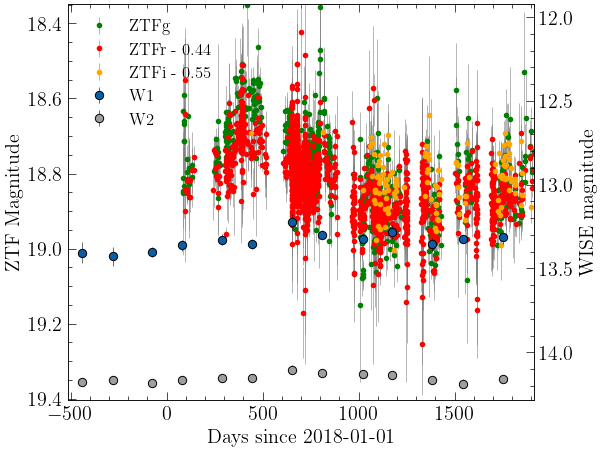 ZTFg
ZTFr - 0.44
ZTFi - 0.55
W1
W2
ZTF Magnitude
18.4
18.6
18.8
19.0
19.2
19.4
12.0
12.5
13.0
13.5
14.0
WISE magnitude
−500
0
500
1000
1500
Days since 2018-01-01